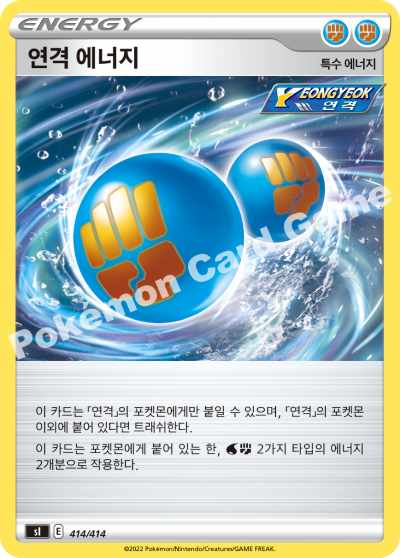 ENERGY
연격 에너지
특수 에너지
YEONGYEOK
연격
Pokémon Card Game
이 카드는 「연격」의 포켓몬에게만 붙일 수 있으며, 「연격」의 포켓몬
이외에 붙어 있다면 트래쉬한다.
이 카드는 포켓몬에게 붙어 있는 한, 2가지 타입의 에너지
2개분으로 작용한다.
sI E 414/414
©2022 Pokémon/Nintendo/Creatures/GAME FREAK.